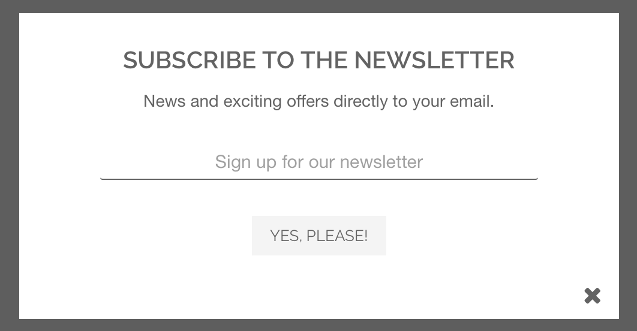 SUBSCRIBE TO THE NEWSLETTER
News and exciting offers directly to your email.
Sign up for our newsletter
YES, PLEASE!